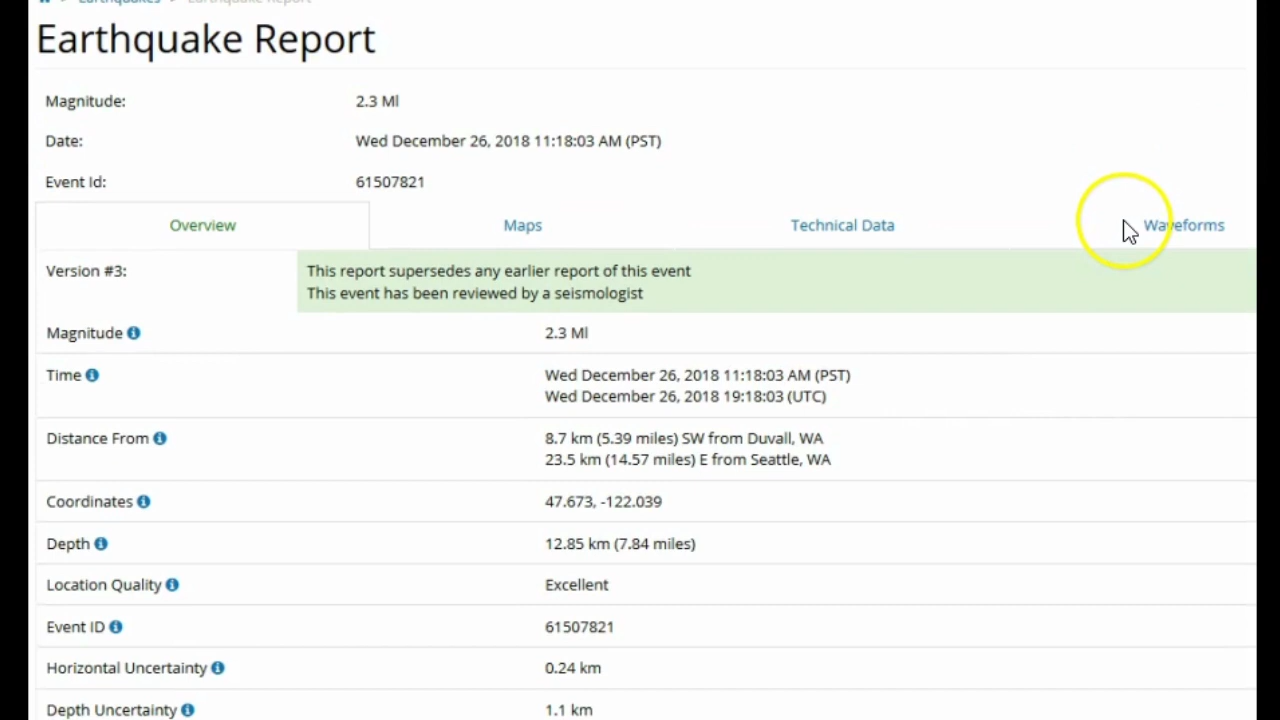 Earthquakes > Earthquake Report
Earthquake Report
Magnitude: 2.3 Ml
Date: Wed December 26, 2018 11:18:03 AM (PST)
Event Id: 61507821
Overview Maps Technical Data Waveforms
Version #3: This report supersedes any earlier report of this event
This event has been reviewed by a seismologist
Magnitude 2.3 Ml
Time Wed December 26, 2018 11:18:03 AM (PST)
Wed December 26, 2018 19:18:03 (UTC)
Distance From 8.7 km (5.39 miles) SW from Duvall, WA
23.5 km (14.57 miles) E from Seattle, WA
Coordinates 47.673, -122.039
Depth 12.85 km (7.84 miles)
Location Quality Excellent
Event ID 61507821
Horizontal Uncertainty 0.24 km
Depth Uncertainty 1.1 km